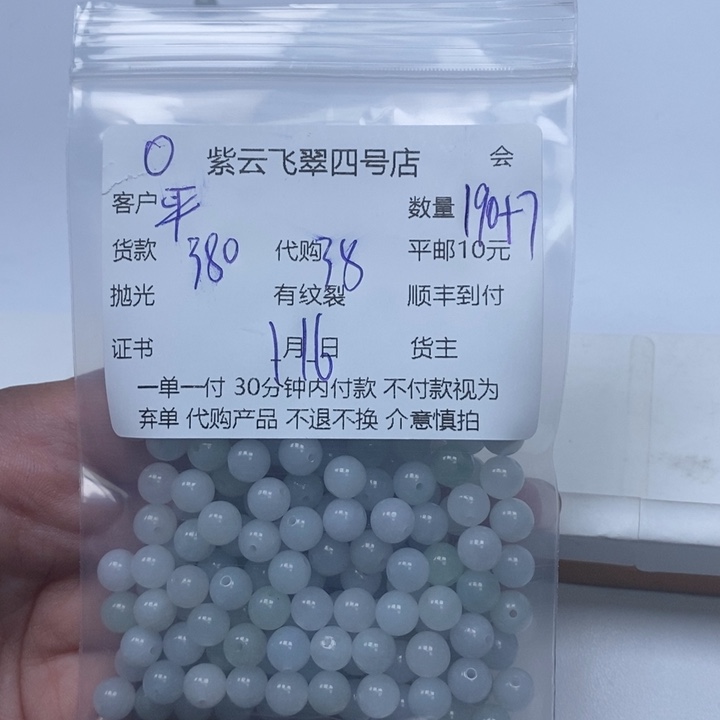 0 紫云飞翠四号店 会
客户 平 数量 190+7
货款 380 代购 38 平邮10元
抛光 有纹裂 顺丰到付
证书 1月16日 货主
一单一付 30分钟内付款 不付款视为
弃单 代购产品 不退不换 介意慎拍